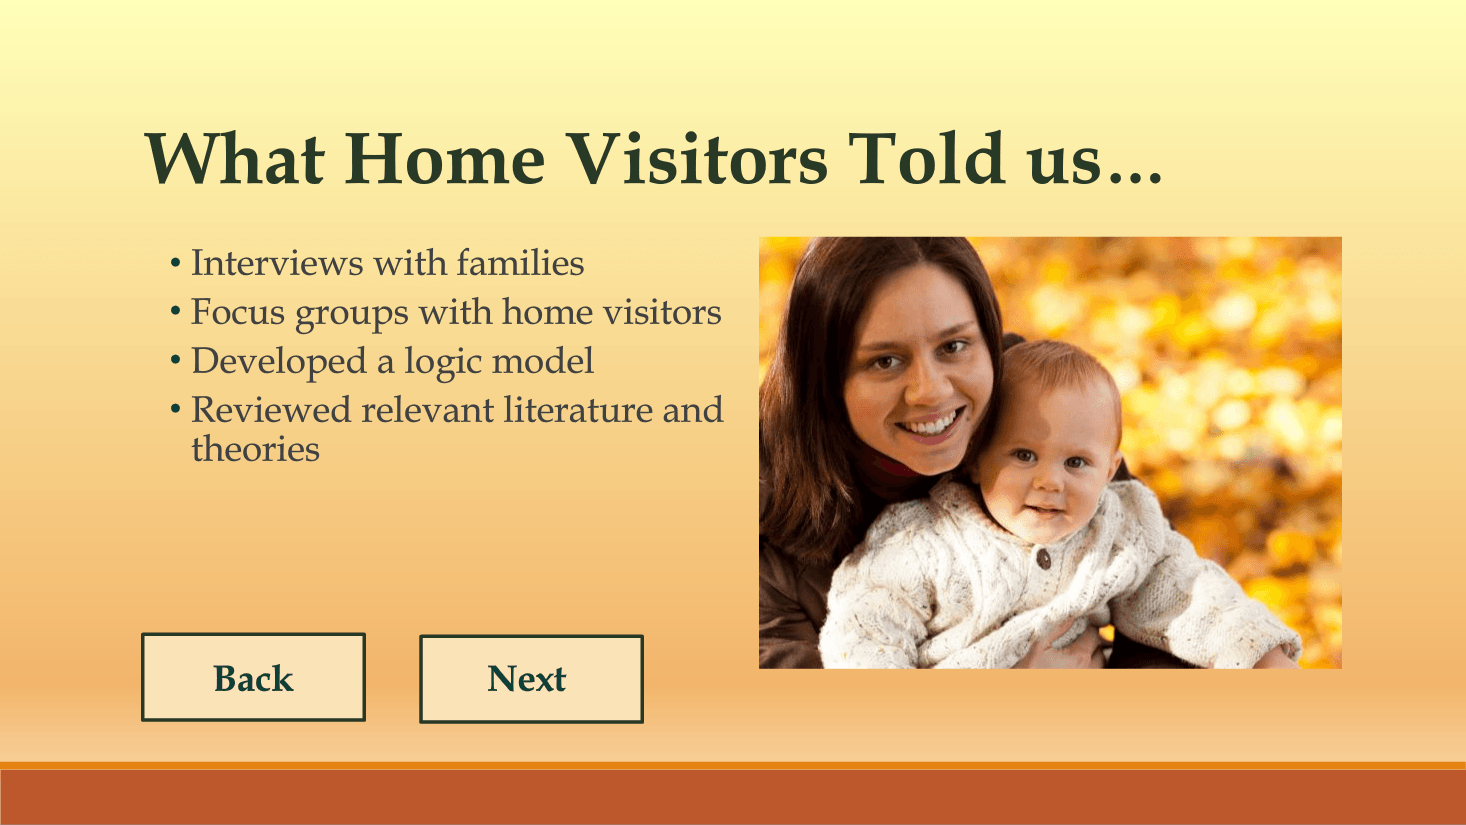 What Home Visitors Told us...
• Interviews with families
• Focus groups with home visitors
• Developed a logic model
• Reviewed relevant literature and
theories
Back
Next